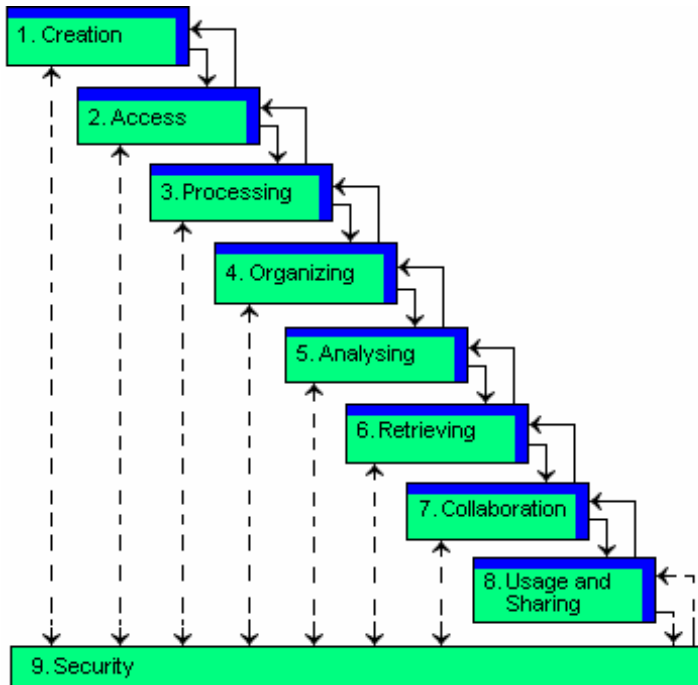 1. Creation
2. Access
3. Processing
4. Organizing
5. Analysing
6. Retrieving
7. Collaboration
8. Usage and
Sharing
9. Security